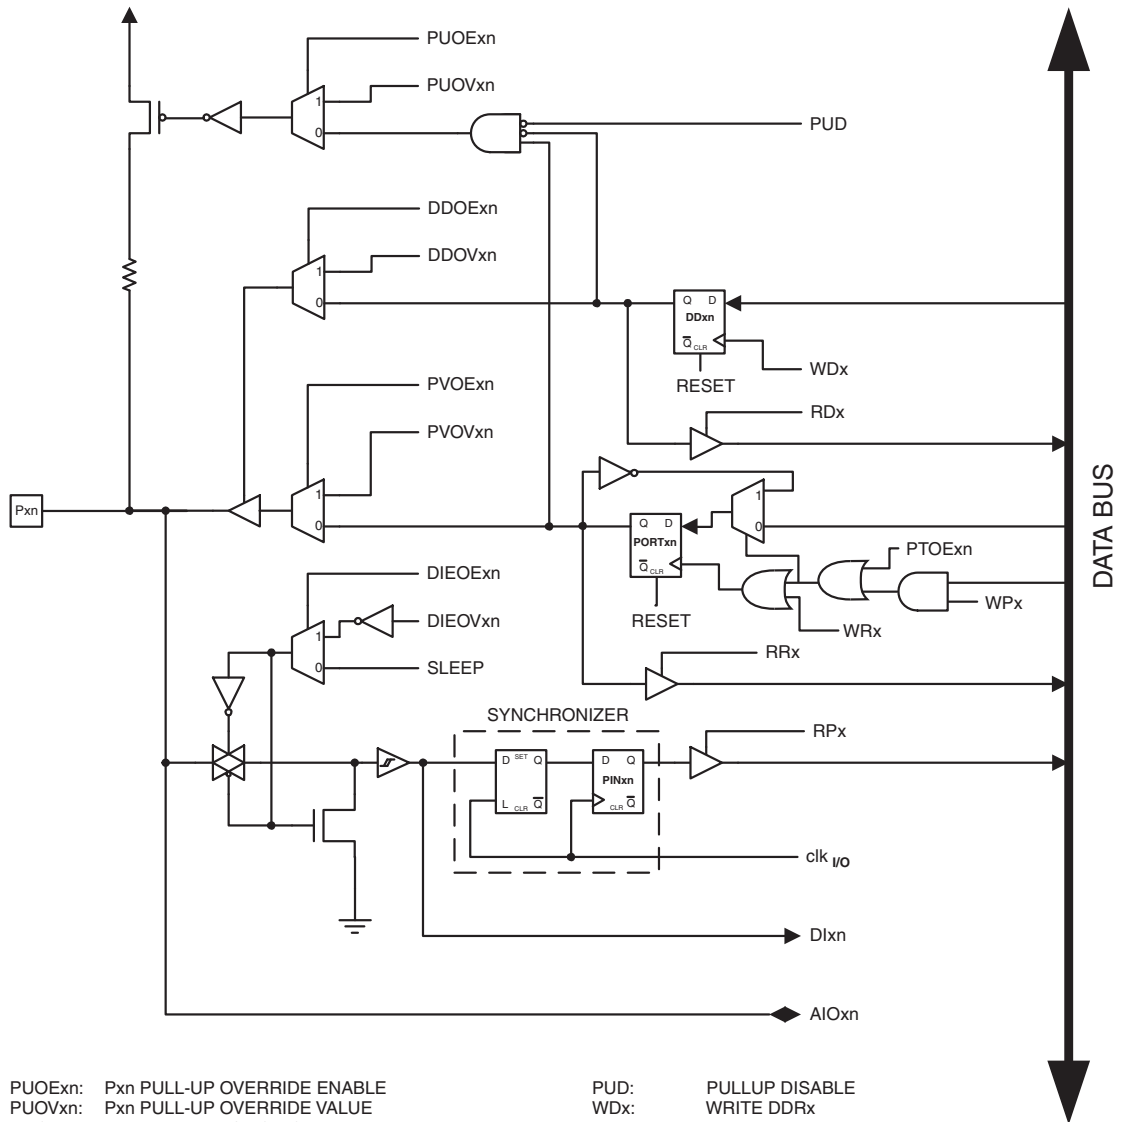 PUOExn
PUOVxn
1
0
PUD
DDOExn
DDOVxn
1
0
Q D
DDxn
Q CLR
WDx
RESET
PVOExn
RDx
PVOVxn
1
0
Pxn
1
0
Q D
PORTxn
Q CLR
PTOExn
WPx
RESET
WRx
DATA BUS
DIEOExn
DIEOVxn
1
0
SLEEP
RRx
SYNCHRONIZER
RPx
D SET Q
L CLR Q
D Q
PINxn
CLR Q
clk I/O
DIxn
AIOxn
PUOExn: Pxn PULL-UP OVERRIDE ENABLE
PUOVxn: Pxn PULL-UP OVERRIDE VALUE
PUD: PULLUP DISABLE
WDx: WRITE DDRx